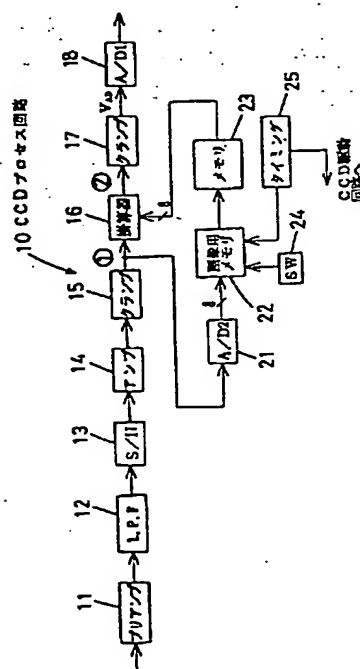 10 CCDプロセス回路
11
プリアンプ
12
L.P.F
13
S/H
14
アンプ
15
クランプ
①
16
掛算器
②
17
クランプ
VAD
18
A/D1
8
21
A/D2
8
22
画像用
メモリ
23
メモリ
24
SW
25
タイミング
CCD駆動
回路へ